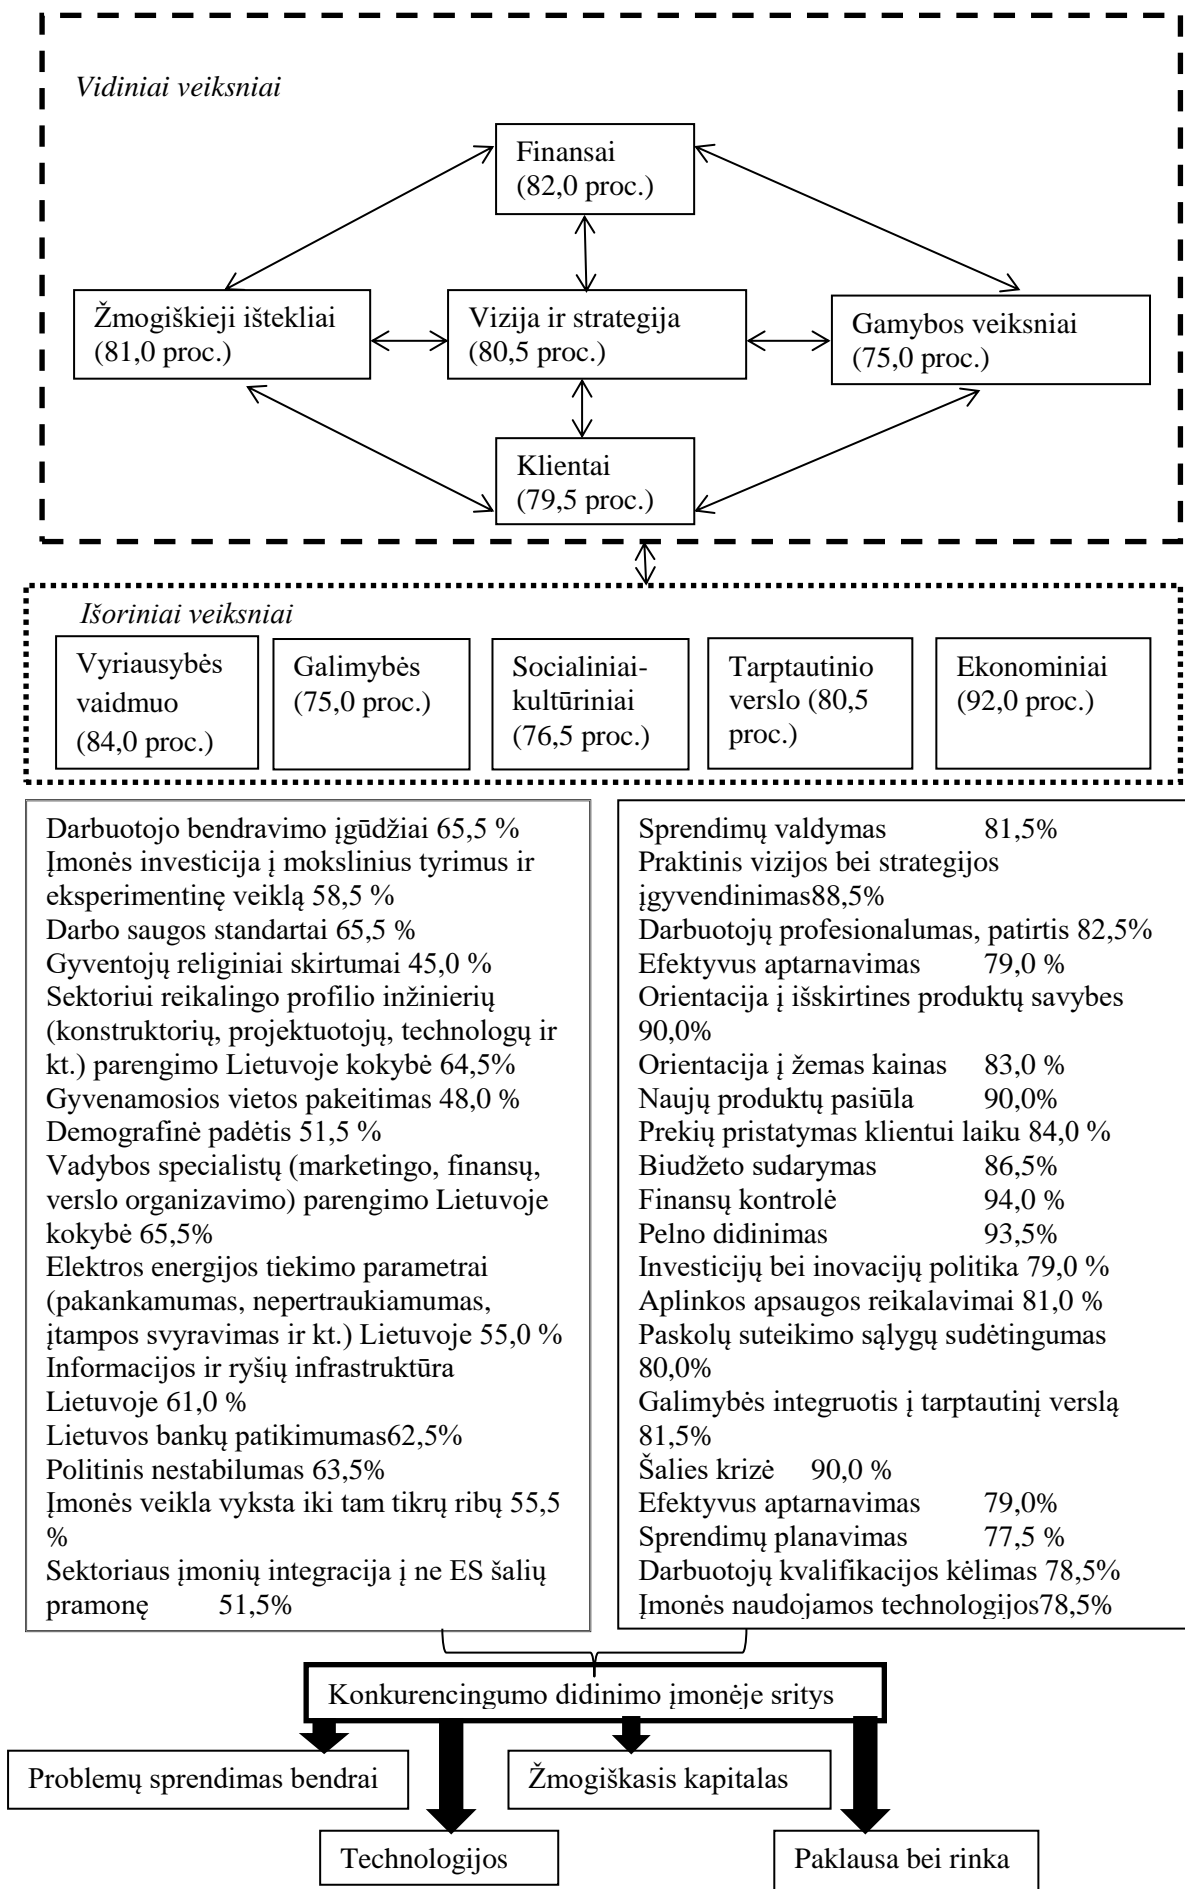 Vidiniai veiksniai
Finansai
(82,0 proc.)
Žmogiškieji ištekliai
(81,0 proc.)
Vizija ir strategija
(80,5 proc.)
Gamybos veiksniai
(75,0 proc.)
Klientai
(79,5 proc.)
Išoriniai veiksniai
Vyriausybės
vaidmuo
(84,0 proc.)
Galimybės
(75,0 proc.)
Socialiniai-
kultūriniai
(76,5 proc.)
Tarptautinio
verslo (80,5
proc.)
Ekonominiai
(92,0 proc.)
Darbuotojo bendravimo įgūdžiai 65,5 %
Įmonės investicija į mokslinius tyrimus ir
eksperimentinę veiklą 58,5 %
Darbo saugos standartai 65,5 %
Gyventojų religiniai skirtumai 45,0 %
Sektoriui reikalingo profilio inžinierių
(konstruktorių, projektuotojų, technologų ir
kt.) parengimo Lietuvoje kokybė 64,5%
Gyvenamosios vietos pakeitimas 48,0 %
Demografinė padėtis 51,5 %
Vadybos specialistų (marketingo, finansų,
verslo organizavimo) parengimo Lietuvoje
kokybė 65,5%
Elektros energijos tiekimo parametrai
(pakankamumas, nepertraukiamumas,
įtampos svyravimas ir kt.) Lietuvoje 55,0 %
Informacijos ir ryšių infrastruktūra
Lietuvoje 61,0 %
Lietuvos bankų patikimumas62,5%
Politinis nestabilumas 63,5%
Įmonės veikla vyksta iki tam tikrų ribų 55,5
%
Sektoriaus įmonių integracija į ne ES šalių
pramonę 51,5%
Sprendimų valdymas 81,5%
Praktinis vizijos bei strategijos
įgyvendinimas88,5%
Darbuotojų profesionalumas, patirtis 82,5%
Efektyvus aptarnavimas 79,0 %
Orientacija į išskirtines produktų savybes
90,0%
Orientacija į žemas kainas 83,0 %
Naujų produktų pasiūla 90,0%
Prekių pristatymas klientui laiku 84,0 %
Biudžeto sudarymas 86,5%
Finansų kontrolė 94,0 %
Pelno didinimas 93,5%
Investicijų bei inovacijų politika 79,0 %
Aplinkos apsaugos reikalavimai 81,0 %
Paskolų suteikimo sąlygų sudėtingumas
80,0%
Galimybės integruotis į tarptautinį verslą
81,5%
Šalies krizė 90,0 %
Efektyvus aptarnavimas 79,0%
Sprendimų planavimas 77,5 %
Darbuotojų kvalifikacijos kėlimas 78,5%
Įmonės naudojamos technologijos78,5%
Konkurencingumo didinimo įmonėje sritys
Problemų sprendimas bendrai
Žmogiškasis kapitalas
Technologijos
Paklausa bei rinka